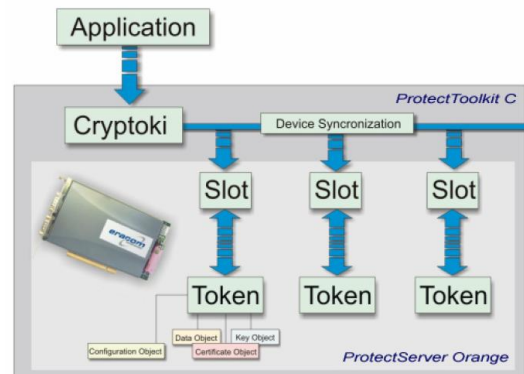 Application
ProtectToolkit C
Cryptoki
Device Syncronization
Slot
Slot
Slot
eracom
Token
Token
Token
Data Object
Key Object
Configuration Object
Certificate Object
ProtectServer Orange